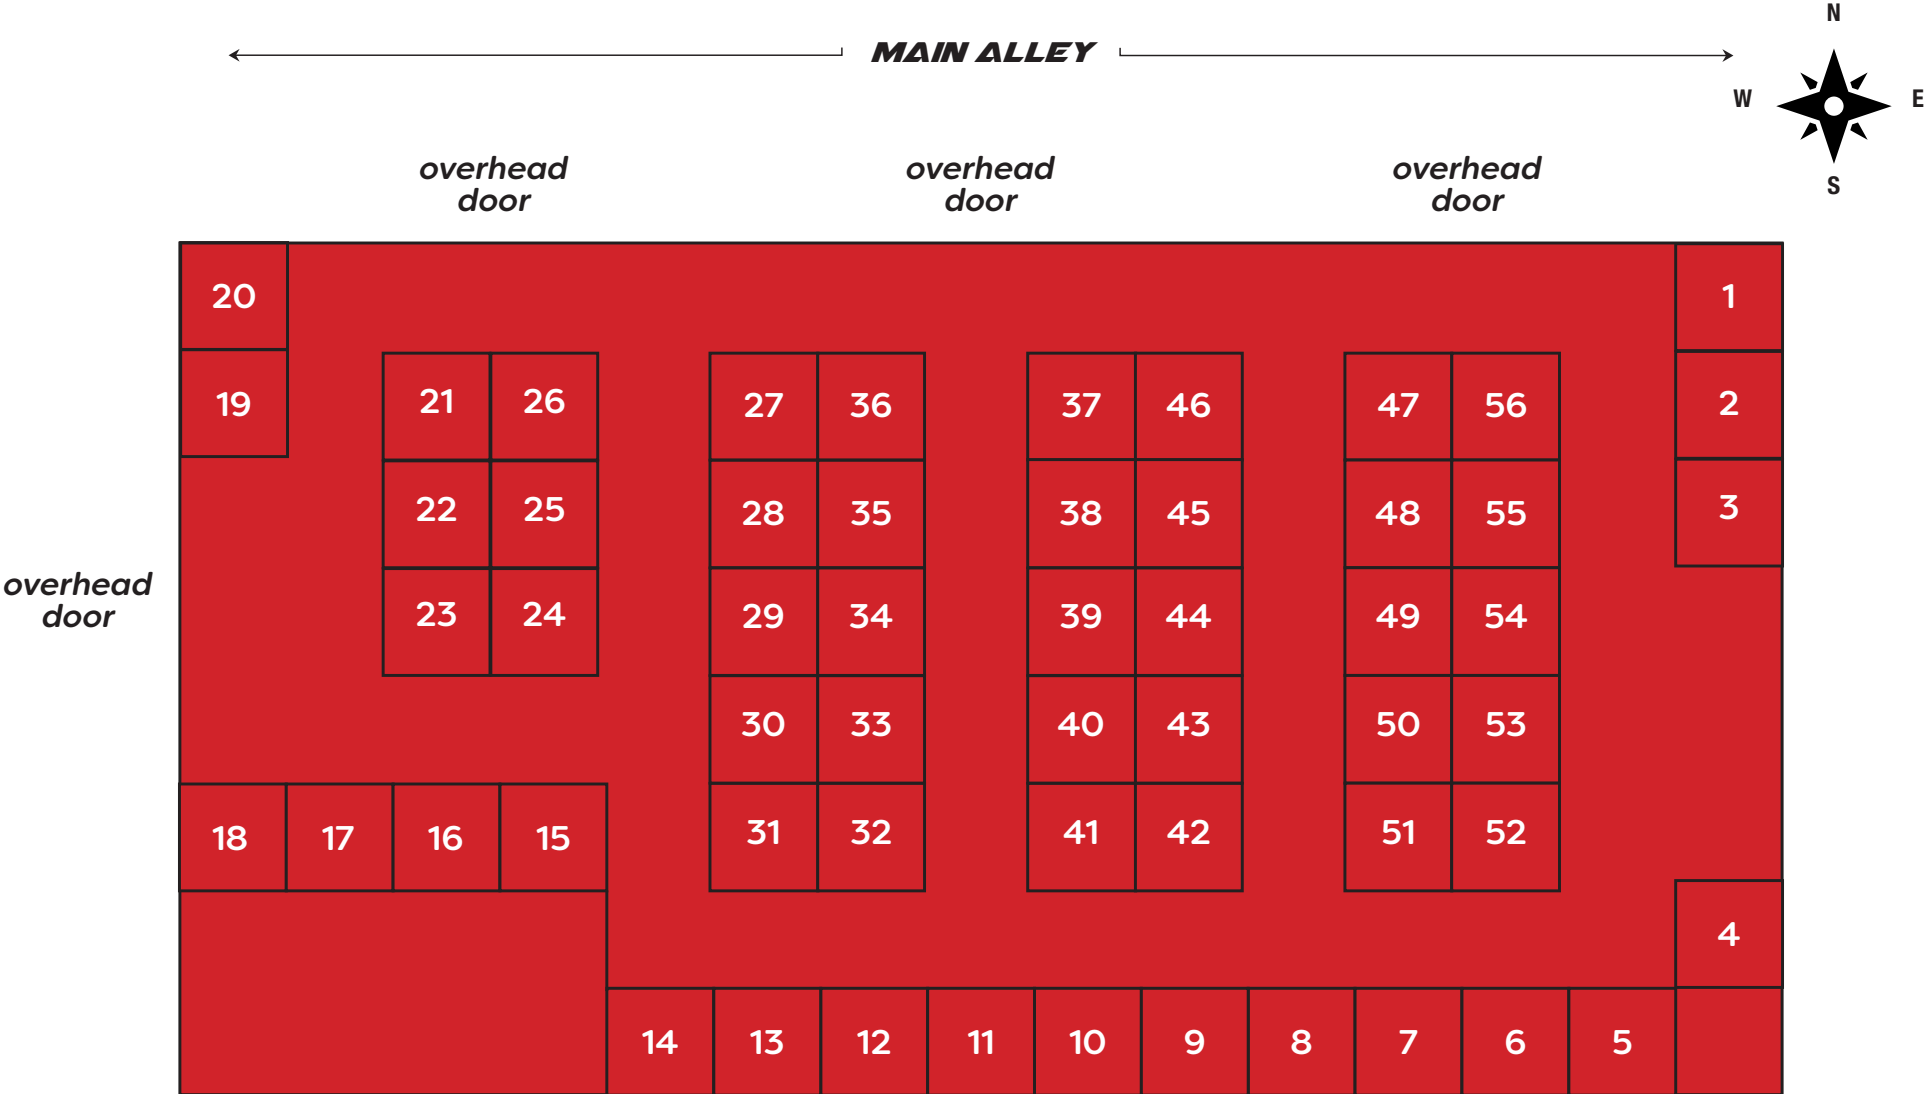 N
MAIN ALLEY
W E
S
overhead overhead overhead
door door door
20 1
19 21 26 27 36 37 46 47 56 2
22 25 28 35 38 45 48 55 3
overhead
door
23 24 29 34 39 44 49 54
30 33 40 43 50 53
18 17 16 15 31 32 41 42 51 52
4
14 13 12 11 10 9 8 7 6 5